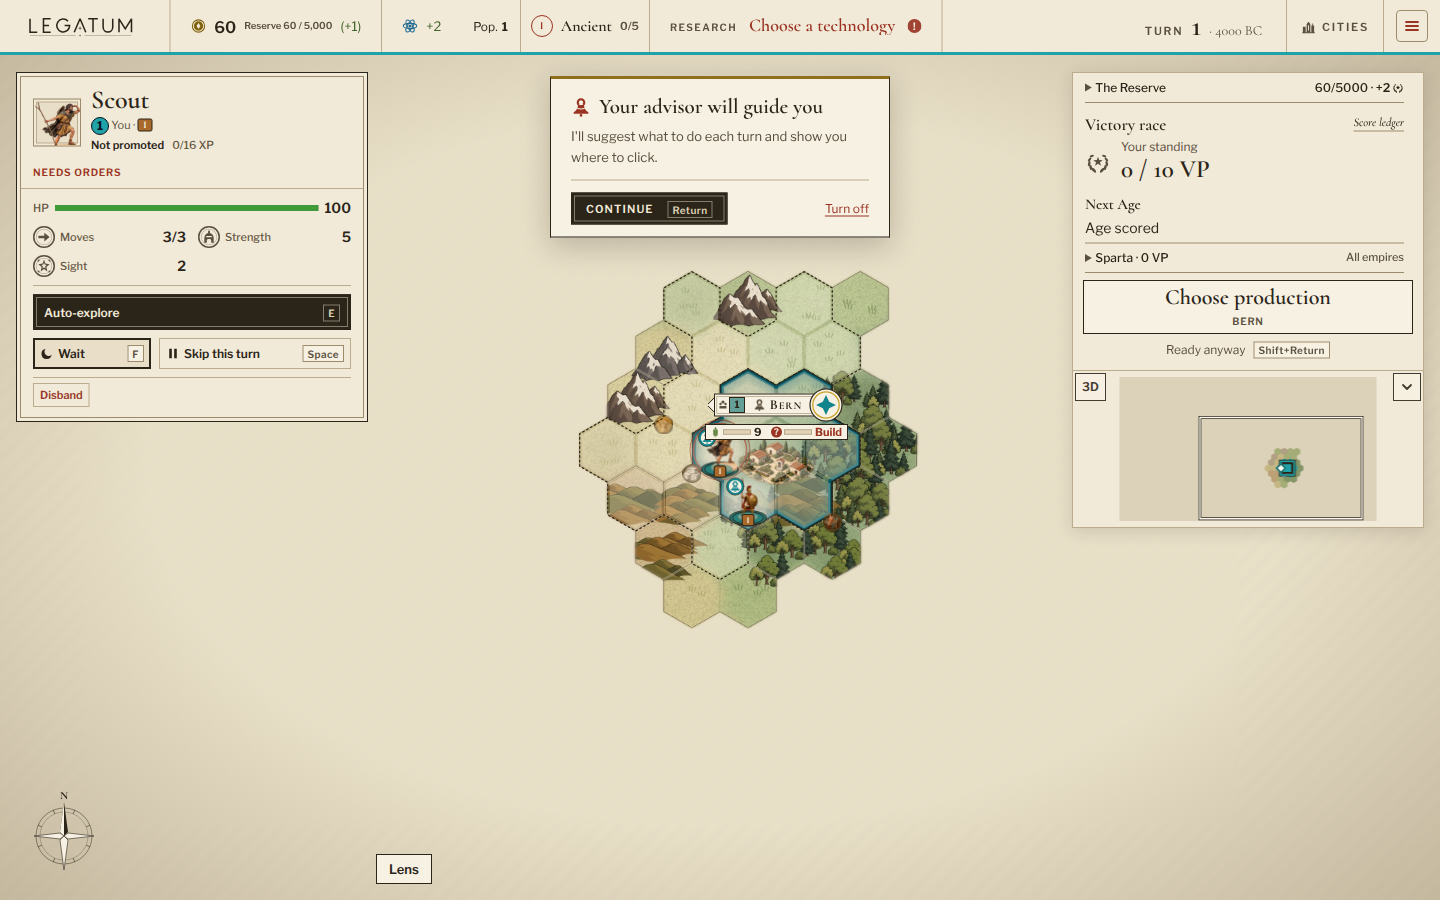 LEGATUM
60 Reserve 60 / 5,000 (+1)
+2
Pop. 1
I Ancient 0/5
RESEARCH Choose a technology !
TURN 1 · 4000 BC
CITIES
Scout
1 You · I
Not promoted 0/16 XP
NEEDS ORDERS
HP 100
Moves 3/3
Strength 5
Sight 2
Auto-explore E
Wait F
Skip this turn Space
Disband
Your advisor will guide you
I'll suggest what to do each turn and show you
where to click.
CONTINUE Return
Turn off
1 BERN
9 ? Build
I
I
The Reserve 60/5000 · +2
Victory race Score ledger
Your standing
0 / 10 VP
Next Age
Age scored
Sparta · 0 VP All empires
Choose production
BERN
Ready anyway Shift+Return
3D
N
Lens